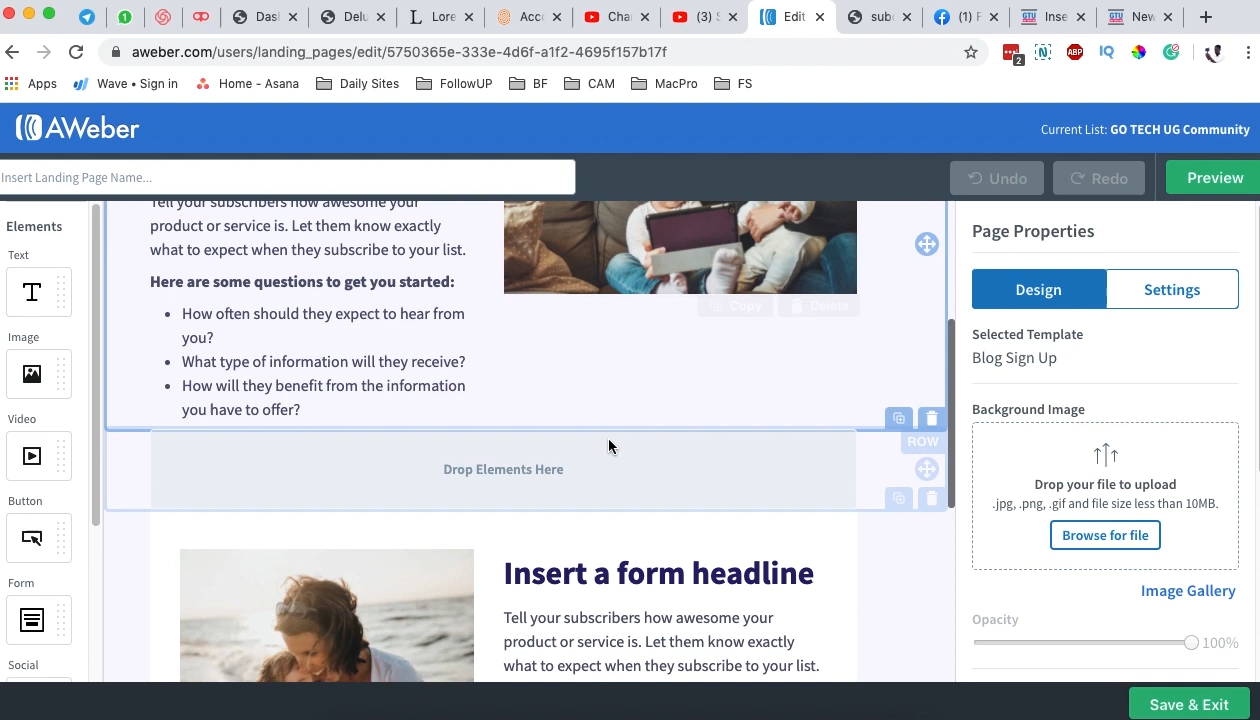 Das
Delu
Lore
Acc
Cha
(3) S
Edit
sub
(1) F
Inse
New
aweber.com/users/landing_pages/edit/5750365e-333e-4d6f-a1f2-4695f157b17f
2
ABP
IQ
Apps
Wave • Sign in
Home - Asana
Daily Sites
FollowUP
BF
CAM
MacPro
FS
AWeber
Current List: GO TECH UG Community
Insert Landing Page Name...
Undo
Redo
Preview
Elements
Text
Image
Video
Button
Form
Social
Tell your subscribers how awesome your
product or service is. Let them know exactly
what to expect when they subscribe to your list.
Here are some questions to get you started:
• How often should they expect to hear from
you?
• What type of information will they receive?
• How will they benefit from the information
you have to offer?
Copy
Delete
ROW
Drop Elements Here
Insert a form headline
Tell your subscribers how awesome your
product or service is. Let them know exactly
what to expect when they subscribe to your list.
Page Properties
Design
Settings
Selected Template
Blog Sign Up
Background Image
Drop your file to upload
.jpg, .png, .gif and file size less than 10MB.
Browse for file
Image Gallery
Opacity
100%
Save & Exit